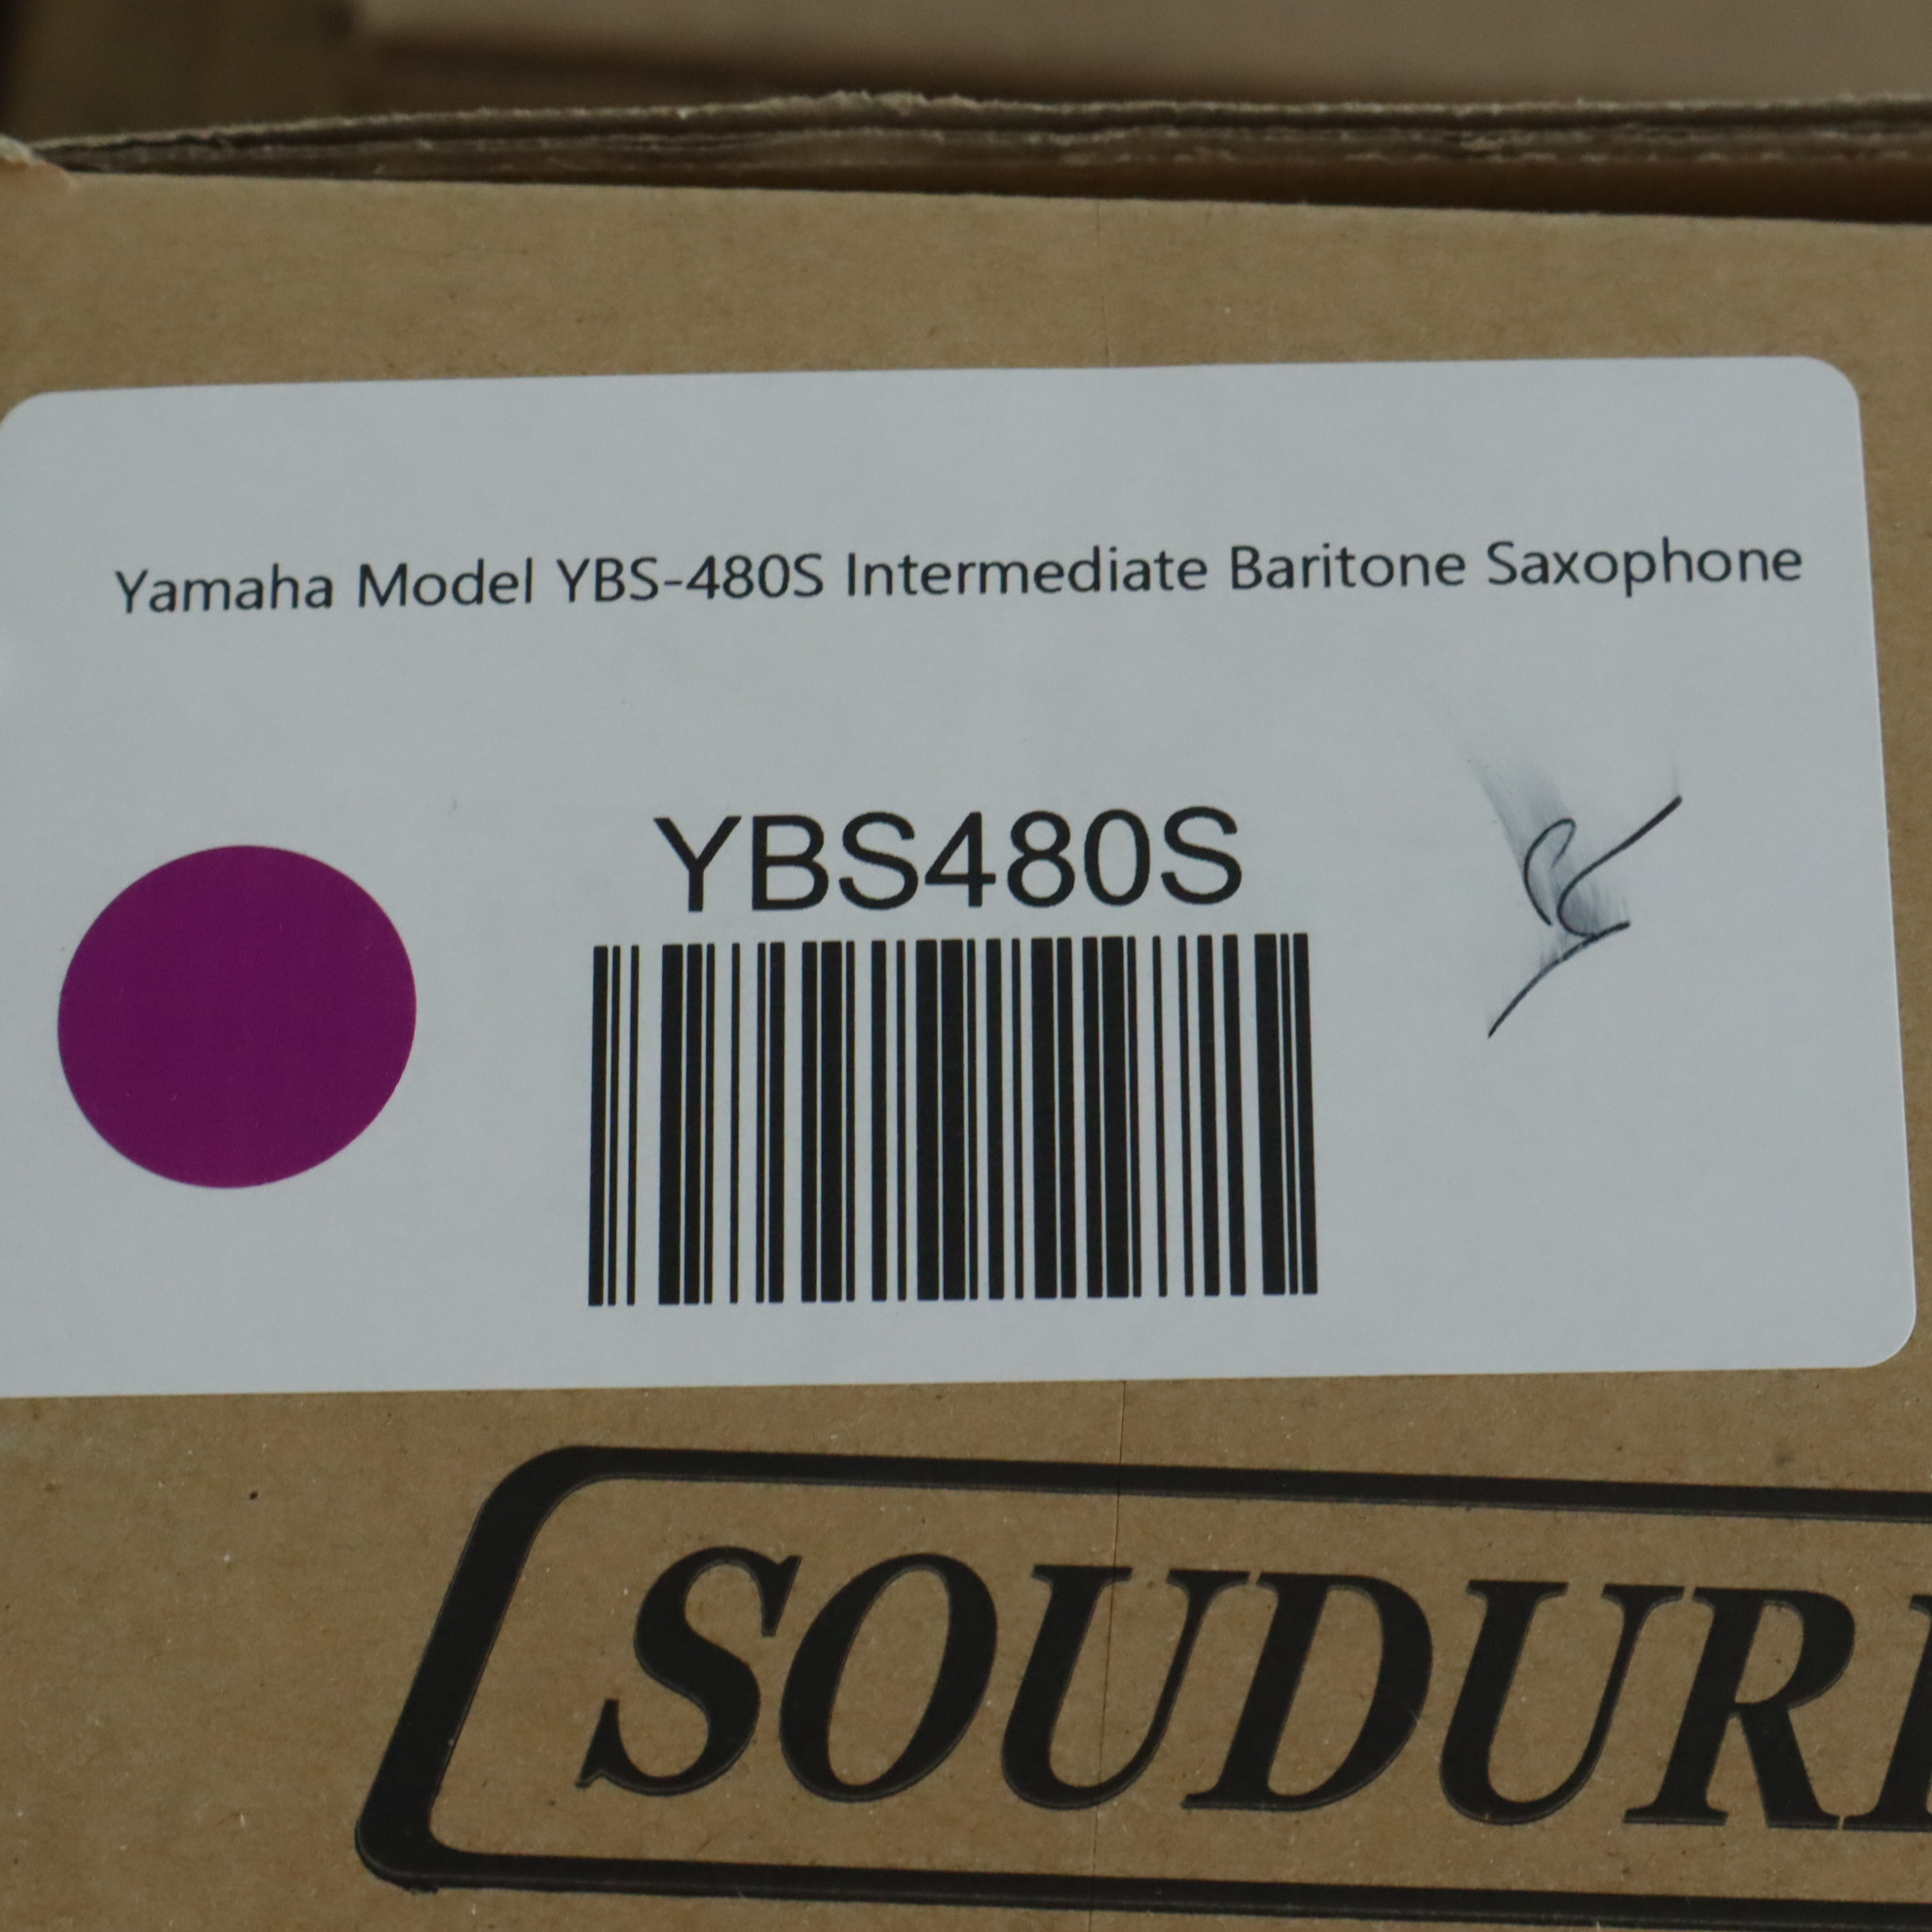 Yamaha Model YBS-480S Intermediate Baritone Saxophone
YBS480S
SOUDUR